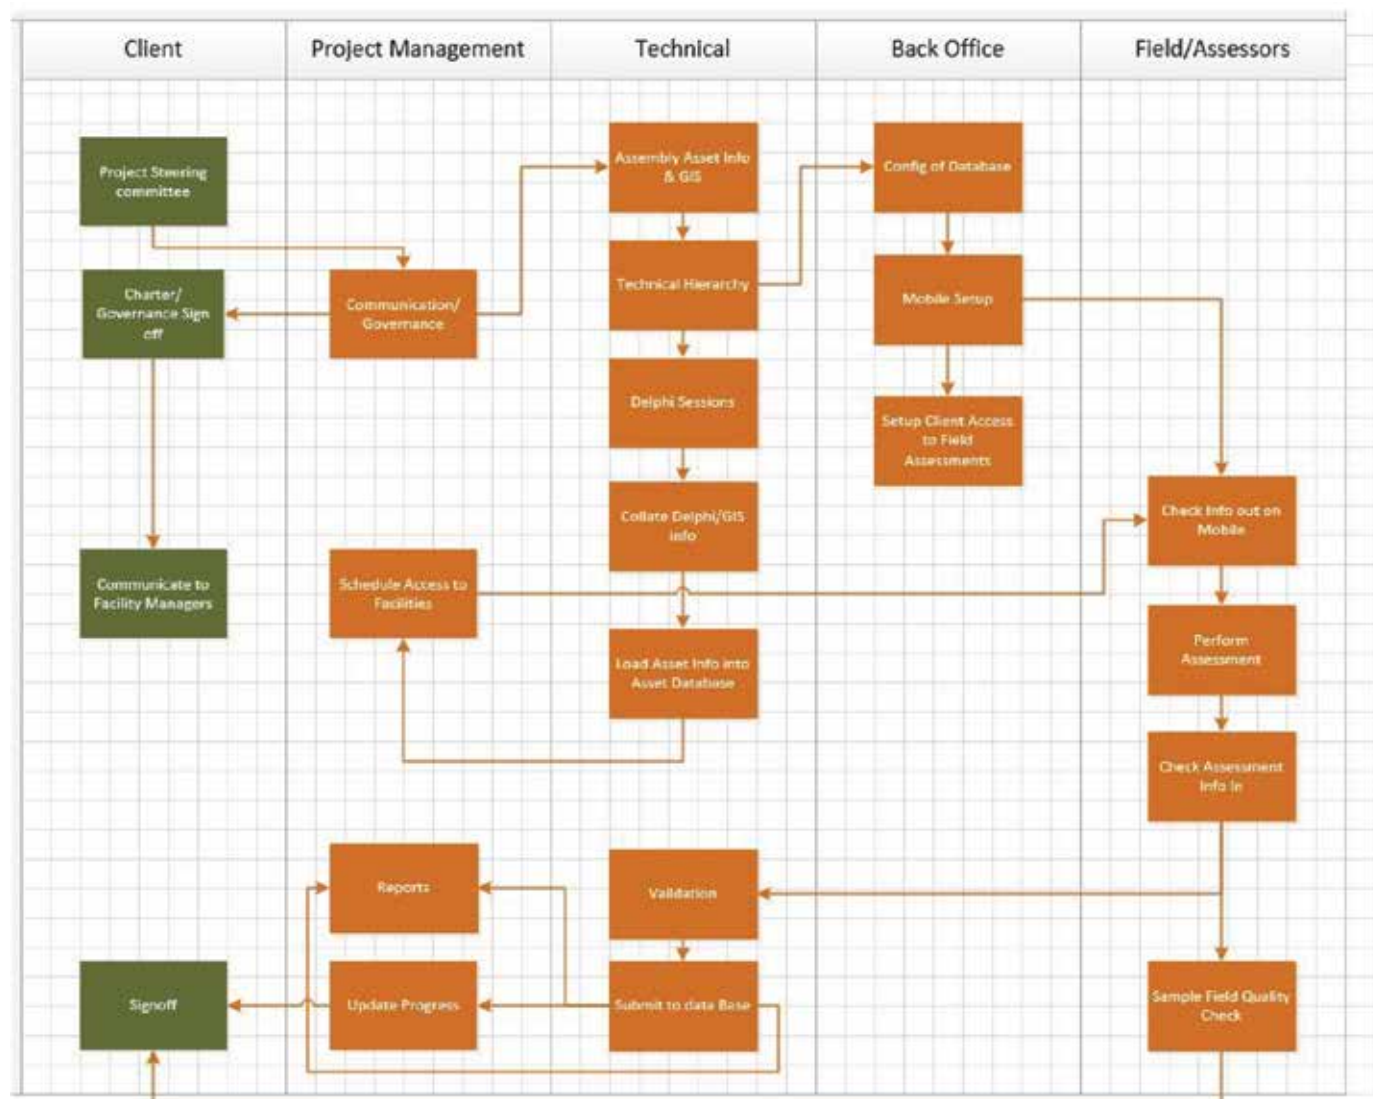 Client
Project Management
Technical
Back Office
Field/Assessors
Project Steering
committee
Charter/
Governance Sign
off
Communicate to
Facility Managers
Signoff
Communication/
Governance
Schedule Access to
Facilities
Reports
Update Progress
Assembly Asset Info
& GIS
Technical Hierarchy
Delphi Sessions
Collate Delphi/GIS
info
Load Asset Info into
Asset Database
Validation
Submit to data Base
Config of Database
Mobile Setup
Setup Client Access
to Field
Assessments
Check Info out on
Mobile
Perform
Assessment
Check Assessment
Info In
Sample Field Quality
Check